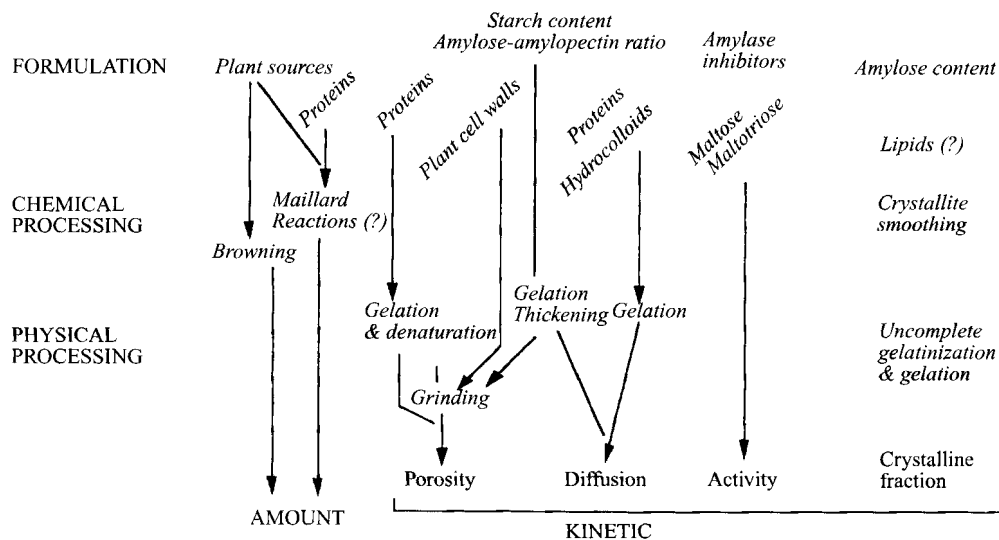 Starch content
Amylose-amylopectin ratio
FORMULATION
Plant sources
Amylase
inhibitors
Amylose content
Proteins
Proteins
Plant cell walls
Proteins
Hydrocolloids
Maltose
Maltotriose
Lipids (?)
CHEMICAL
PROCESSING
Maillard
Reactions (?)
Crystallite
smoothing
Browning
PHYSICAL
PROCESSING
Gelation
& denaturation
Gelation
Thickening
Gelation
Uncomplete
gelatinization
& gelation
Grinding
Porosity
Diffusion
Activity
Crystalline
fraction
AMOUNT
KINETIC